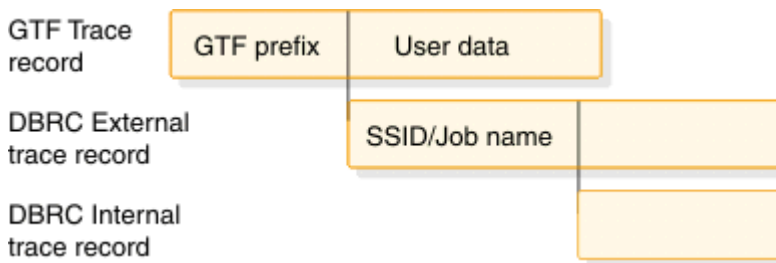 GTF Trace
record
GTF prefix
User data
DBRC External
trace record
SSID/Job name
DBRC Internal
trace record